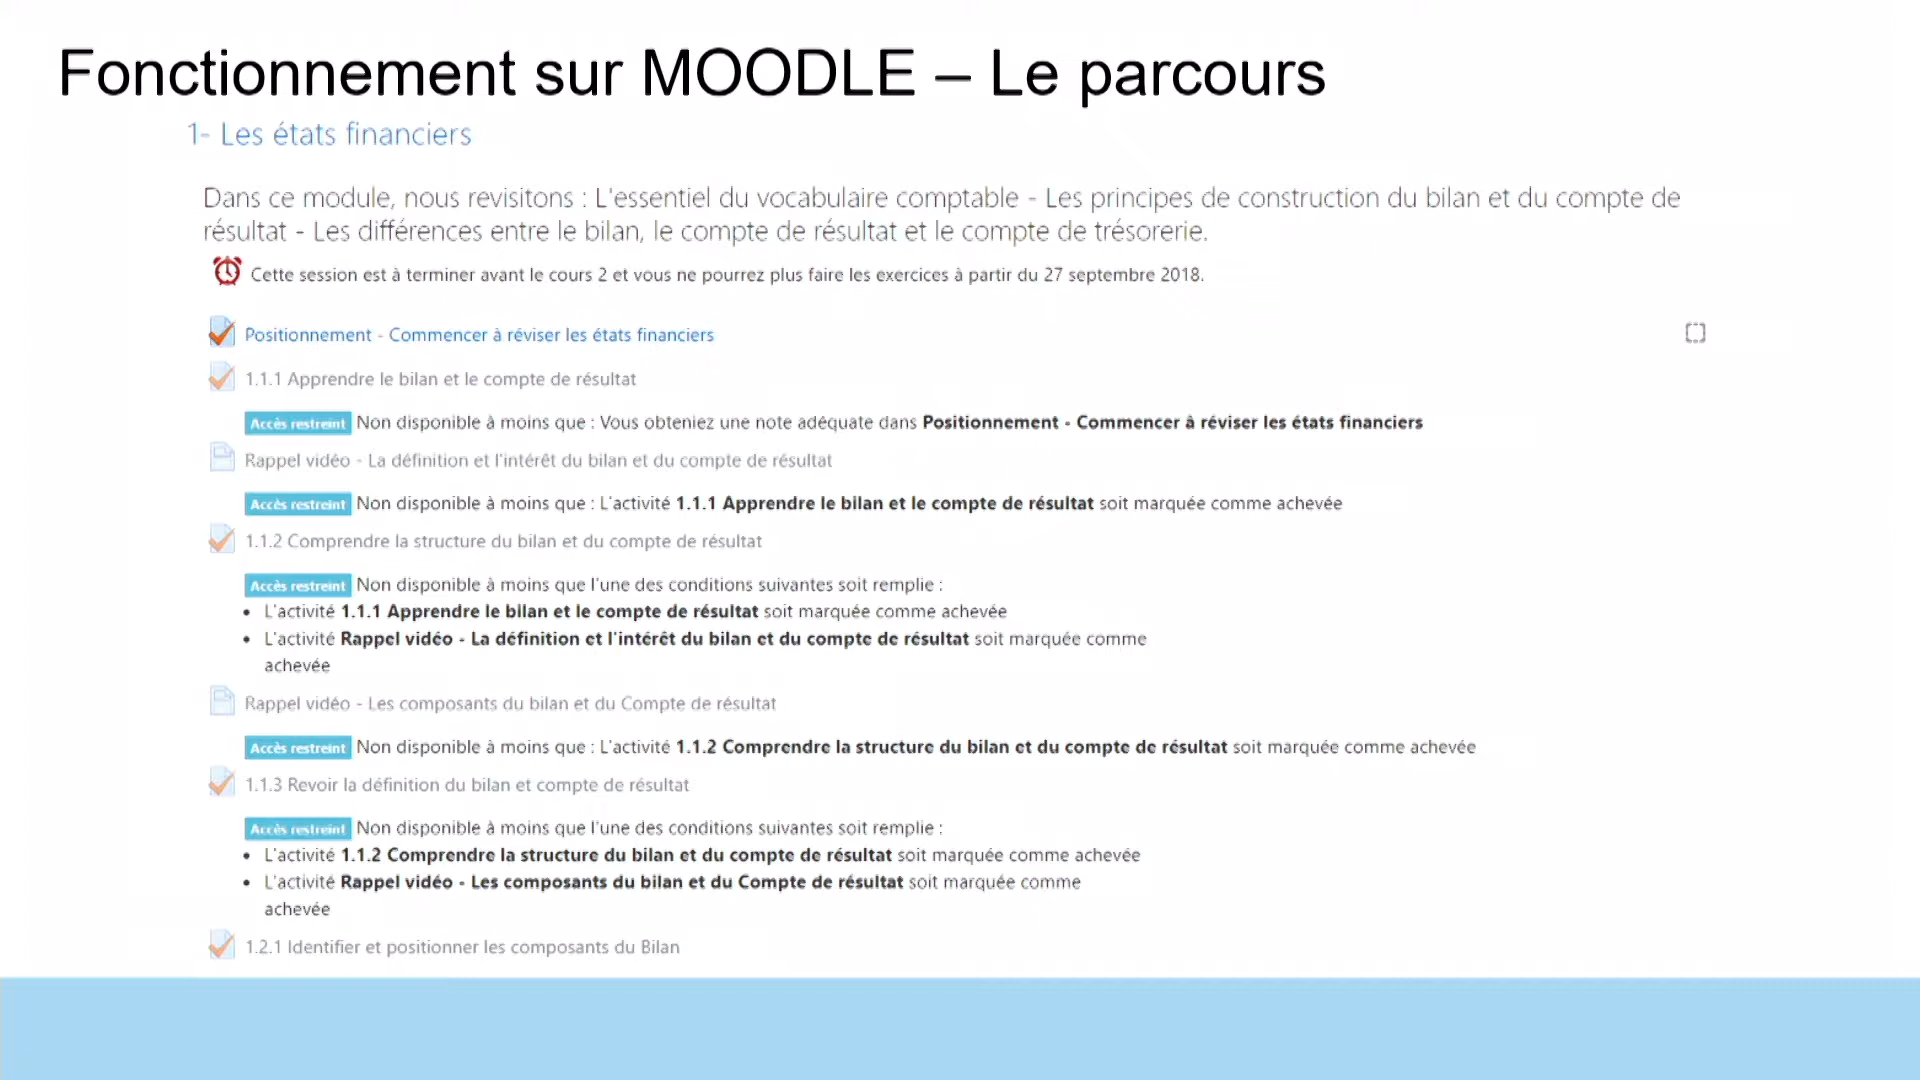 Fonctionnement sur MOODLE – Le parcours
1- Les états financiers
Dans ce module, nous revisitons : L'essentiel du vocabulaire comptable - Les principes de construction du bilan et du compte de
résultat - Les différences entre le bilan, le compte de résultat et le compte de trésorerie.
Cette session est à terminer avant le cours 2 et vous ne pourrez plus faire les exercices à partir du 27 septembre 2018.
Positionnement - Commencer à réviser les états financiers
1.1.1 Apprendre le bilan et le compte de résultat
Accès restreint Non disponible à moins que : Vous obteniez une note adéquate dans Positionnement - Commencer à réviser les états financiers
Rappel vidéo - La définition et l'intérêt du bilan et du compte de résultat
Accès restreint Non disponible à moins que : L'activité 1.1.1 Apprendre le bilan et le compte de résultat soit marquée comme achevée
1.1.2 Comprendre la structure du bilan et du compte de résultat
Accès restreint Non disponible à moins que l'une des conditions suivantes soit remplie :
• L'activité 1.1.1 Apprendre le bilan et le compte de résultat soit marquée comme achevée
• L'activité Rappel vidéo - La définition et l'intérêt du bilan et du compte de résultat soit marquée comme
achevée
Rappel vidéo - Les composants du bilan et du Compte de résultat
Accès restreint Non disponible à moins que : L'activité 1.1.2 Comprendre la structure du bilan et du compte de résultat soit marquée comme achevée
1.1.3 Revoir la définition du bilan et compte de résultat
Accès restreint Non disponible à moins que l'une des conditions suivantes soit remplie :
• L'activité 1.1.2 Comprendre la structure du bilan et du compte de résultat soit marquée comme achevée
• L'activité Rappel vidéo - Les composants du bilan et du Compte de résultat soit marquée comme
achevée
1.2.1 Identifier et positionner les composants du Bilan